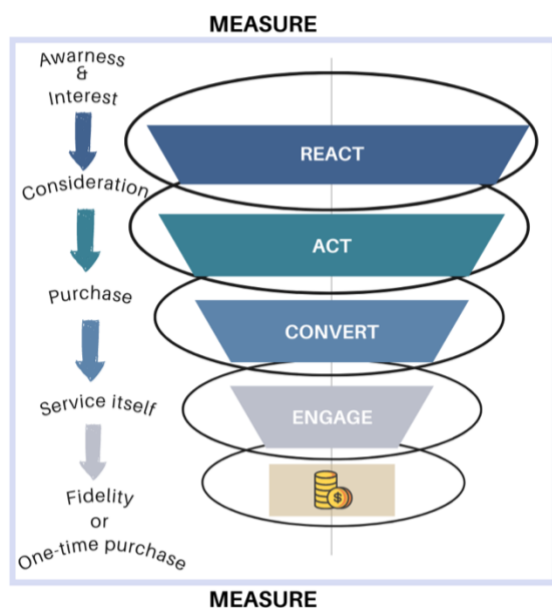 MEASURE
Awarness
&
Interest
REACT
Consideration
ACT
Purchase
CONVERT
Service itself
ENGAGE
$
Fidelity
or
One-time purchase
MEASURE